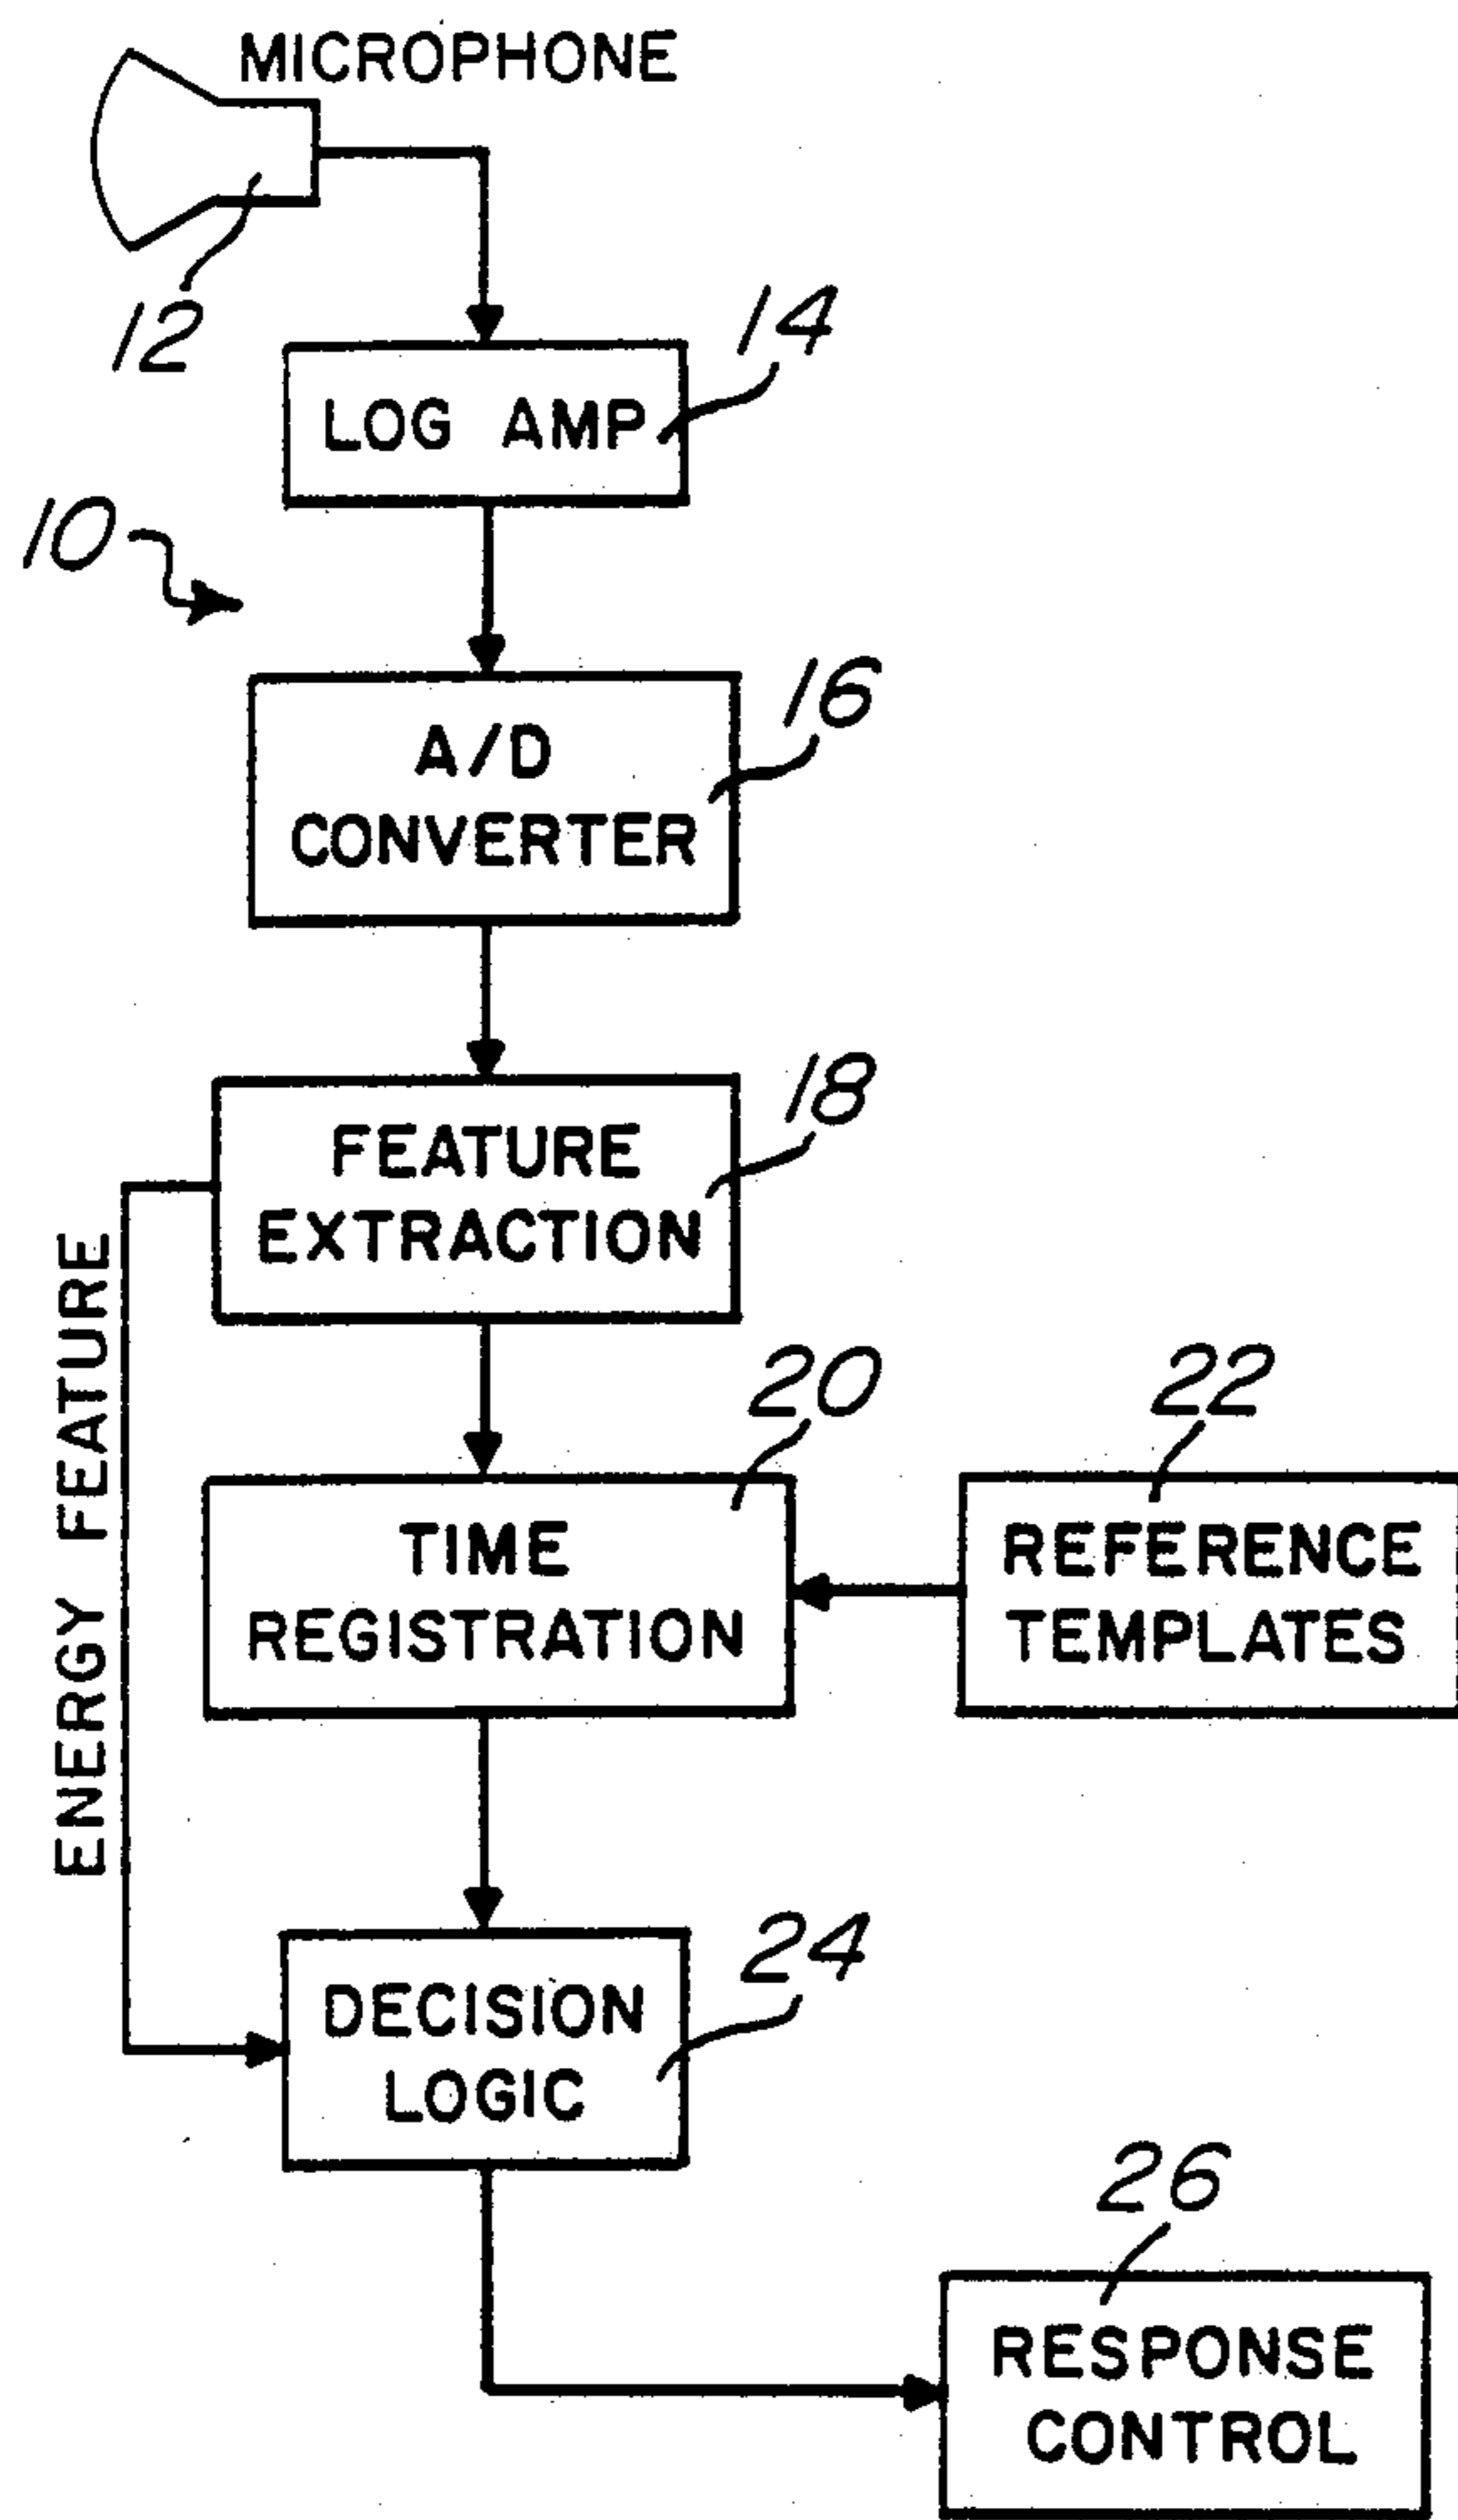 MICROPHONE
12
14
LOG AMP
10
16
A/D
CONVERTER
18
FEATURE
EXTRACTION
ENERGY FEATURE
20
22
TIME
REGISTRATION
REFERENCE
TEMPLATES
24
DECISION
LOGIC
26
RESPONSE
CONTROL